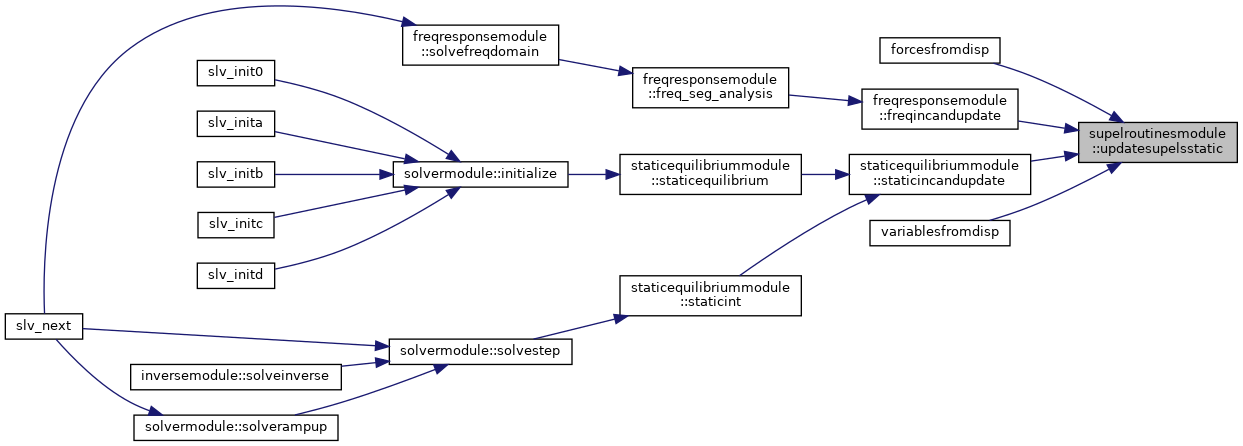 freqresponsemodule
::solvefreqdomain
forcesfromdisp
slv_init0
freqresponsemodule
::freq_seg_analysis
freqresponsemodule
::freqincandupdate
slv_inita
supelroutinesmodule
::updatesupelsstatic
slv_initb
solvermodule::initialize
staticequilibriummodule
::staticequilibrium
staticequilibriummodule
::staticincandupdate
slv_initc
variablesfromdisp
slv_initd
staticequilibriummodule
::staticint
slv_next
solvermodule::solvestep
inversemodule::solveinverse
solvermodule::solverampup